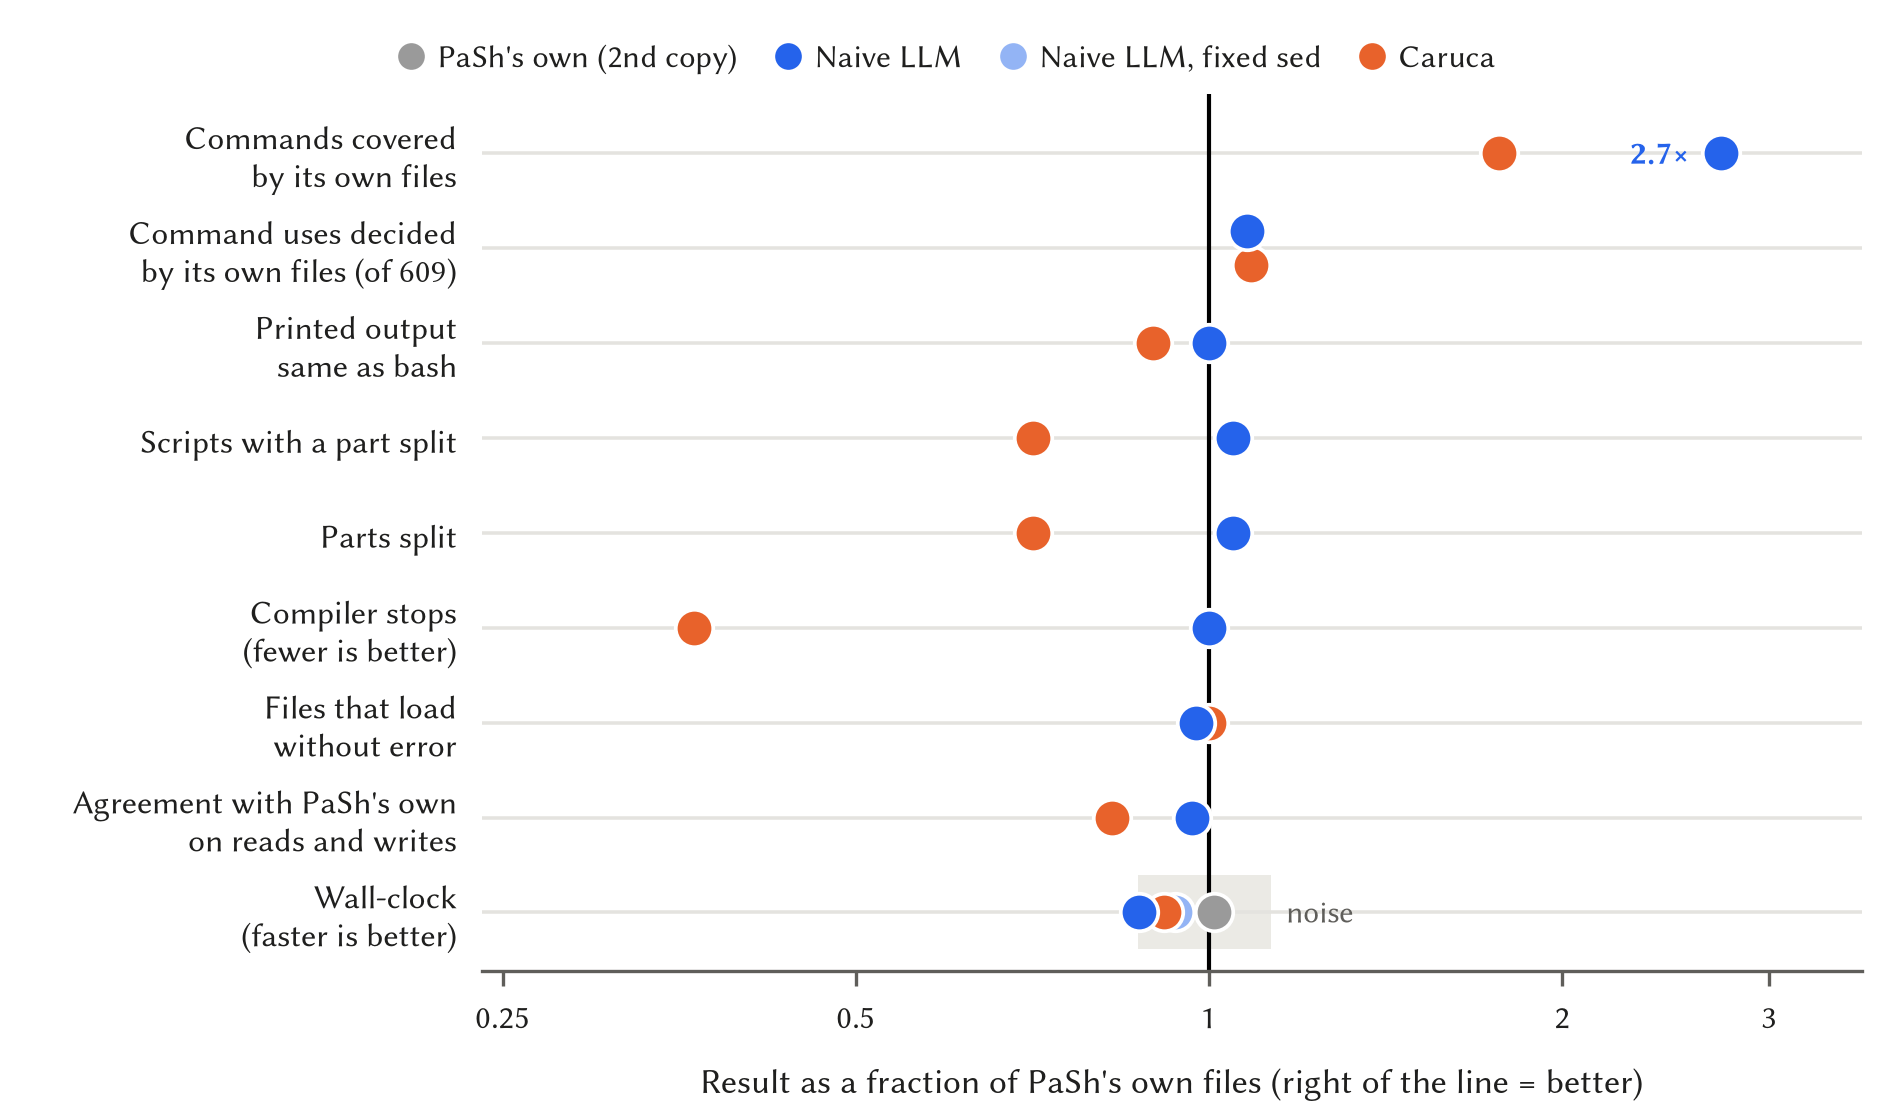 PaSh's own (2nd copy) Naive LLM Naive LLM, fixed sed Caruca
Commands covered
by its own files
2.7×
Command uses decided
by its own files (of 609)
Printed output
same as bash
Scripts with a part split
Parts split
Compiler stops
(fewer is better)
Files that load
without error
Agreement with PaSh's own
on reads and writes
Wall-clock
(faster is better)
noise
0.25 0.5 1 2 3
Result as a fraction of PaSh's own files (right of the line = better)